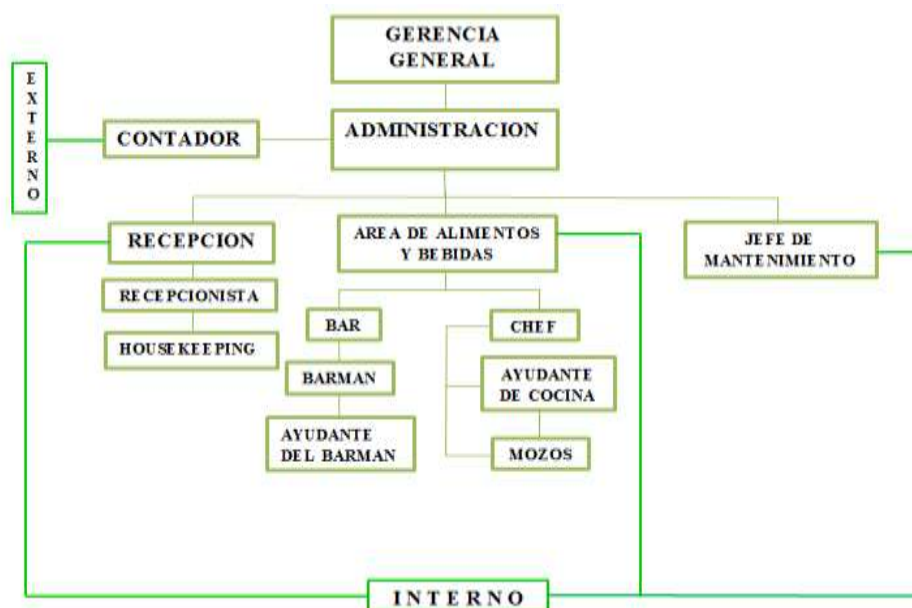 GERENCIA
GENERAL
EXTERNO
CONTADOR
ADMINISTRACION
RECEPCION
AREA DE ALIMENTOS
Y BEBIDAS
JEFE DE
MANTENIMIENTO
RECEPCIONISTA
HOUSEKEEPING
BAR
BARMAN
AYUDANTE
DEL BARMAN
CHEF
AYUDANTE
DE COCINA
MOZOS
INTERNO